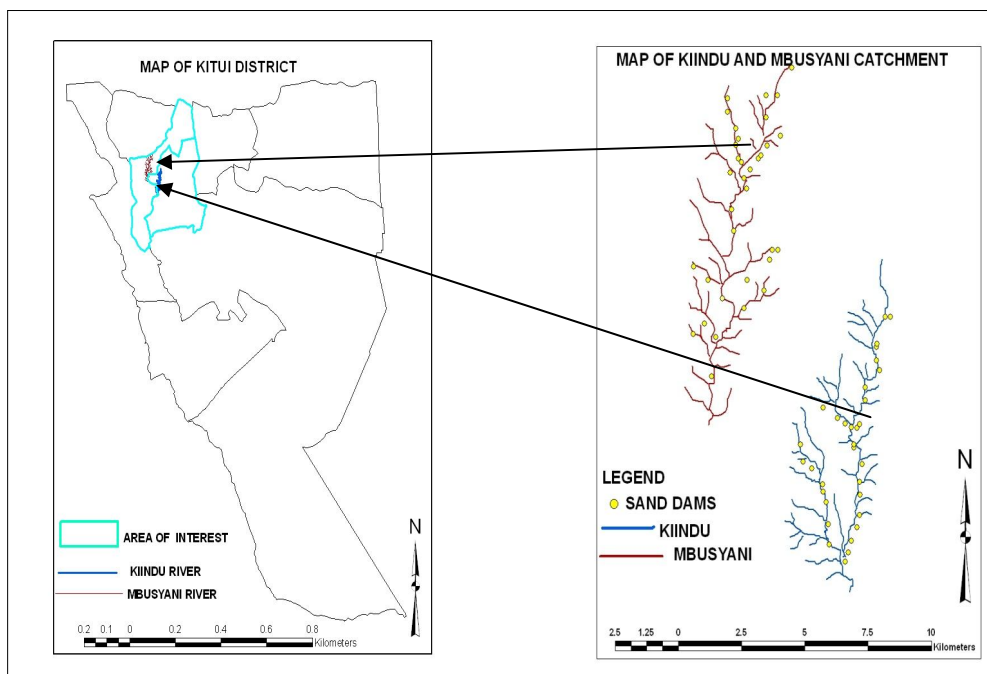 MAP OF KITUI DISTRICT
N
AREA OF INTEREST
KIINDU RIVER
MBUSYANI RIVER
0.2 0.1 0 0.2 0.4 0.6 0.8
Kilometers
MAP OF KIINDU AND MBUSYANI CATCHMENT
N
LEGEND
SAND DAMS
KIINDU
MBUSYANI
2.5 1.25 0 2.5 5 7.5 10
Kilometers